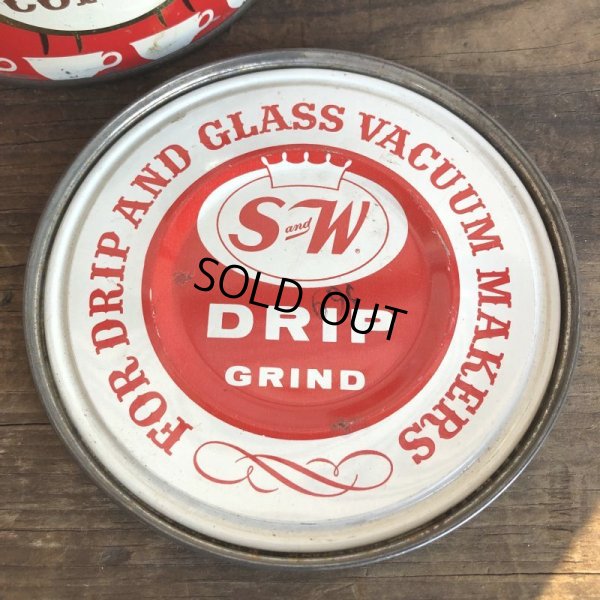 FOR DRIP AND GLASS VACUUM MAKERS
S and W
SOLD OUT
DRIP
GRIND